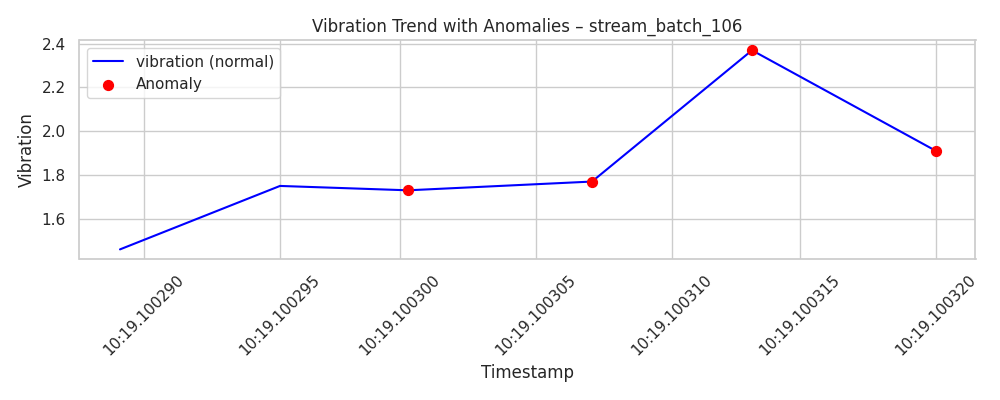 Vibration Trend with Anomalies – stream_batch_106
vibration (normal)
Anomaly
Vibration
2.4
2.2
2.0
1.8
1.6
10:19.100290
10:19.100295
10:19.100300
10:19.100305
10:19.100310
10:19.100315
10:19.100320
Timestamp